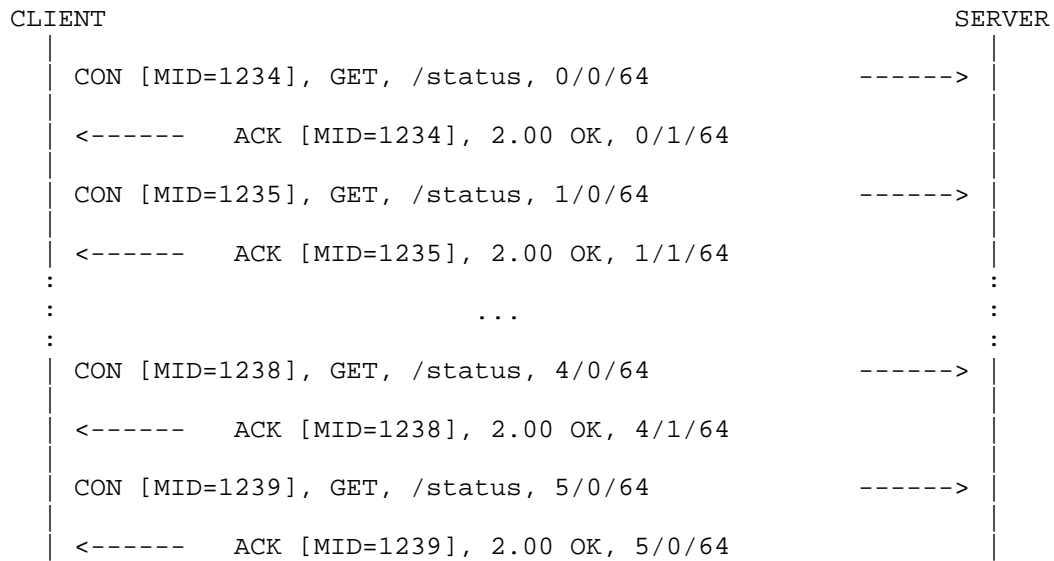 CLIENT                                                     SERVER
  |                                                          |
  | CON [MID=1234], GET, /status, 0/0/64             ------> |
  |                                                          |
  | <------   ACK [MID=1234], 2.00 OK, 0/1/64                |
  |                                                          |
  | CON [MID=1235], GET, /status, 1/0/64             ------> |
  |                                                          |
  | <------   ACK [MID=1235], 2.00 OK, 1/1/64                |
  :                                                          :
  :                          ...                             :
  :                                                          :
  | CON [MID=1238], GET, /status, 4/0/64             ------> |
  |                                                          |
  | <------   ACK [MID=1238], 2.00 OK, 4/1/64                |
  |                                                          |
  | CON [MID=1239], GET, /status, 5/0/64             ------> |
  |                                                          |
  | <------   ACK [MID=1239], 2.00 OK, 5/0/64                |